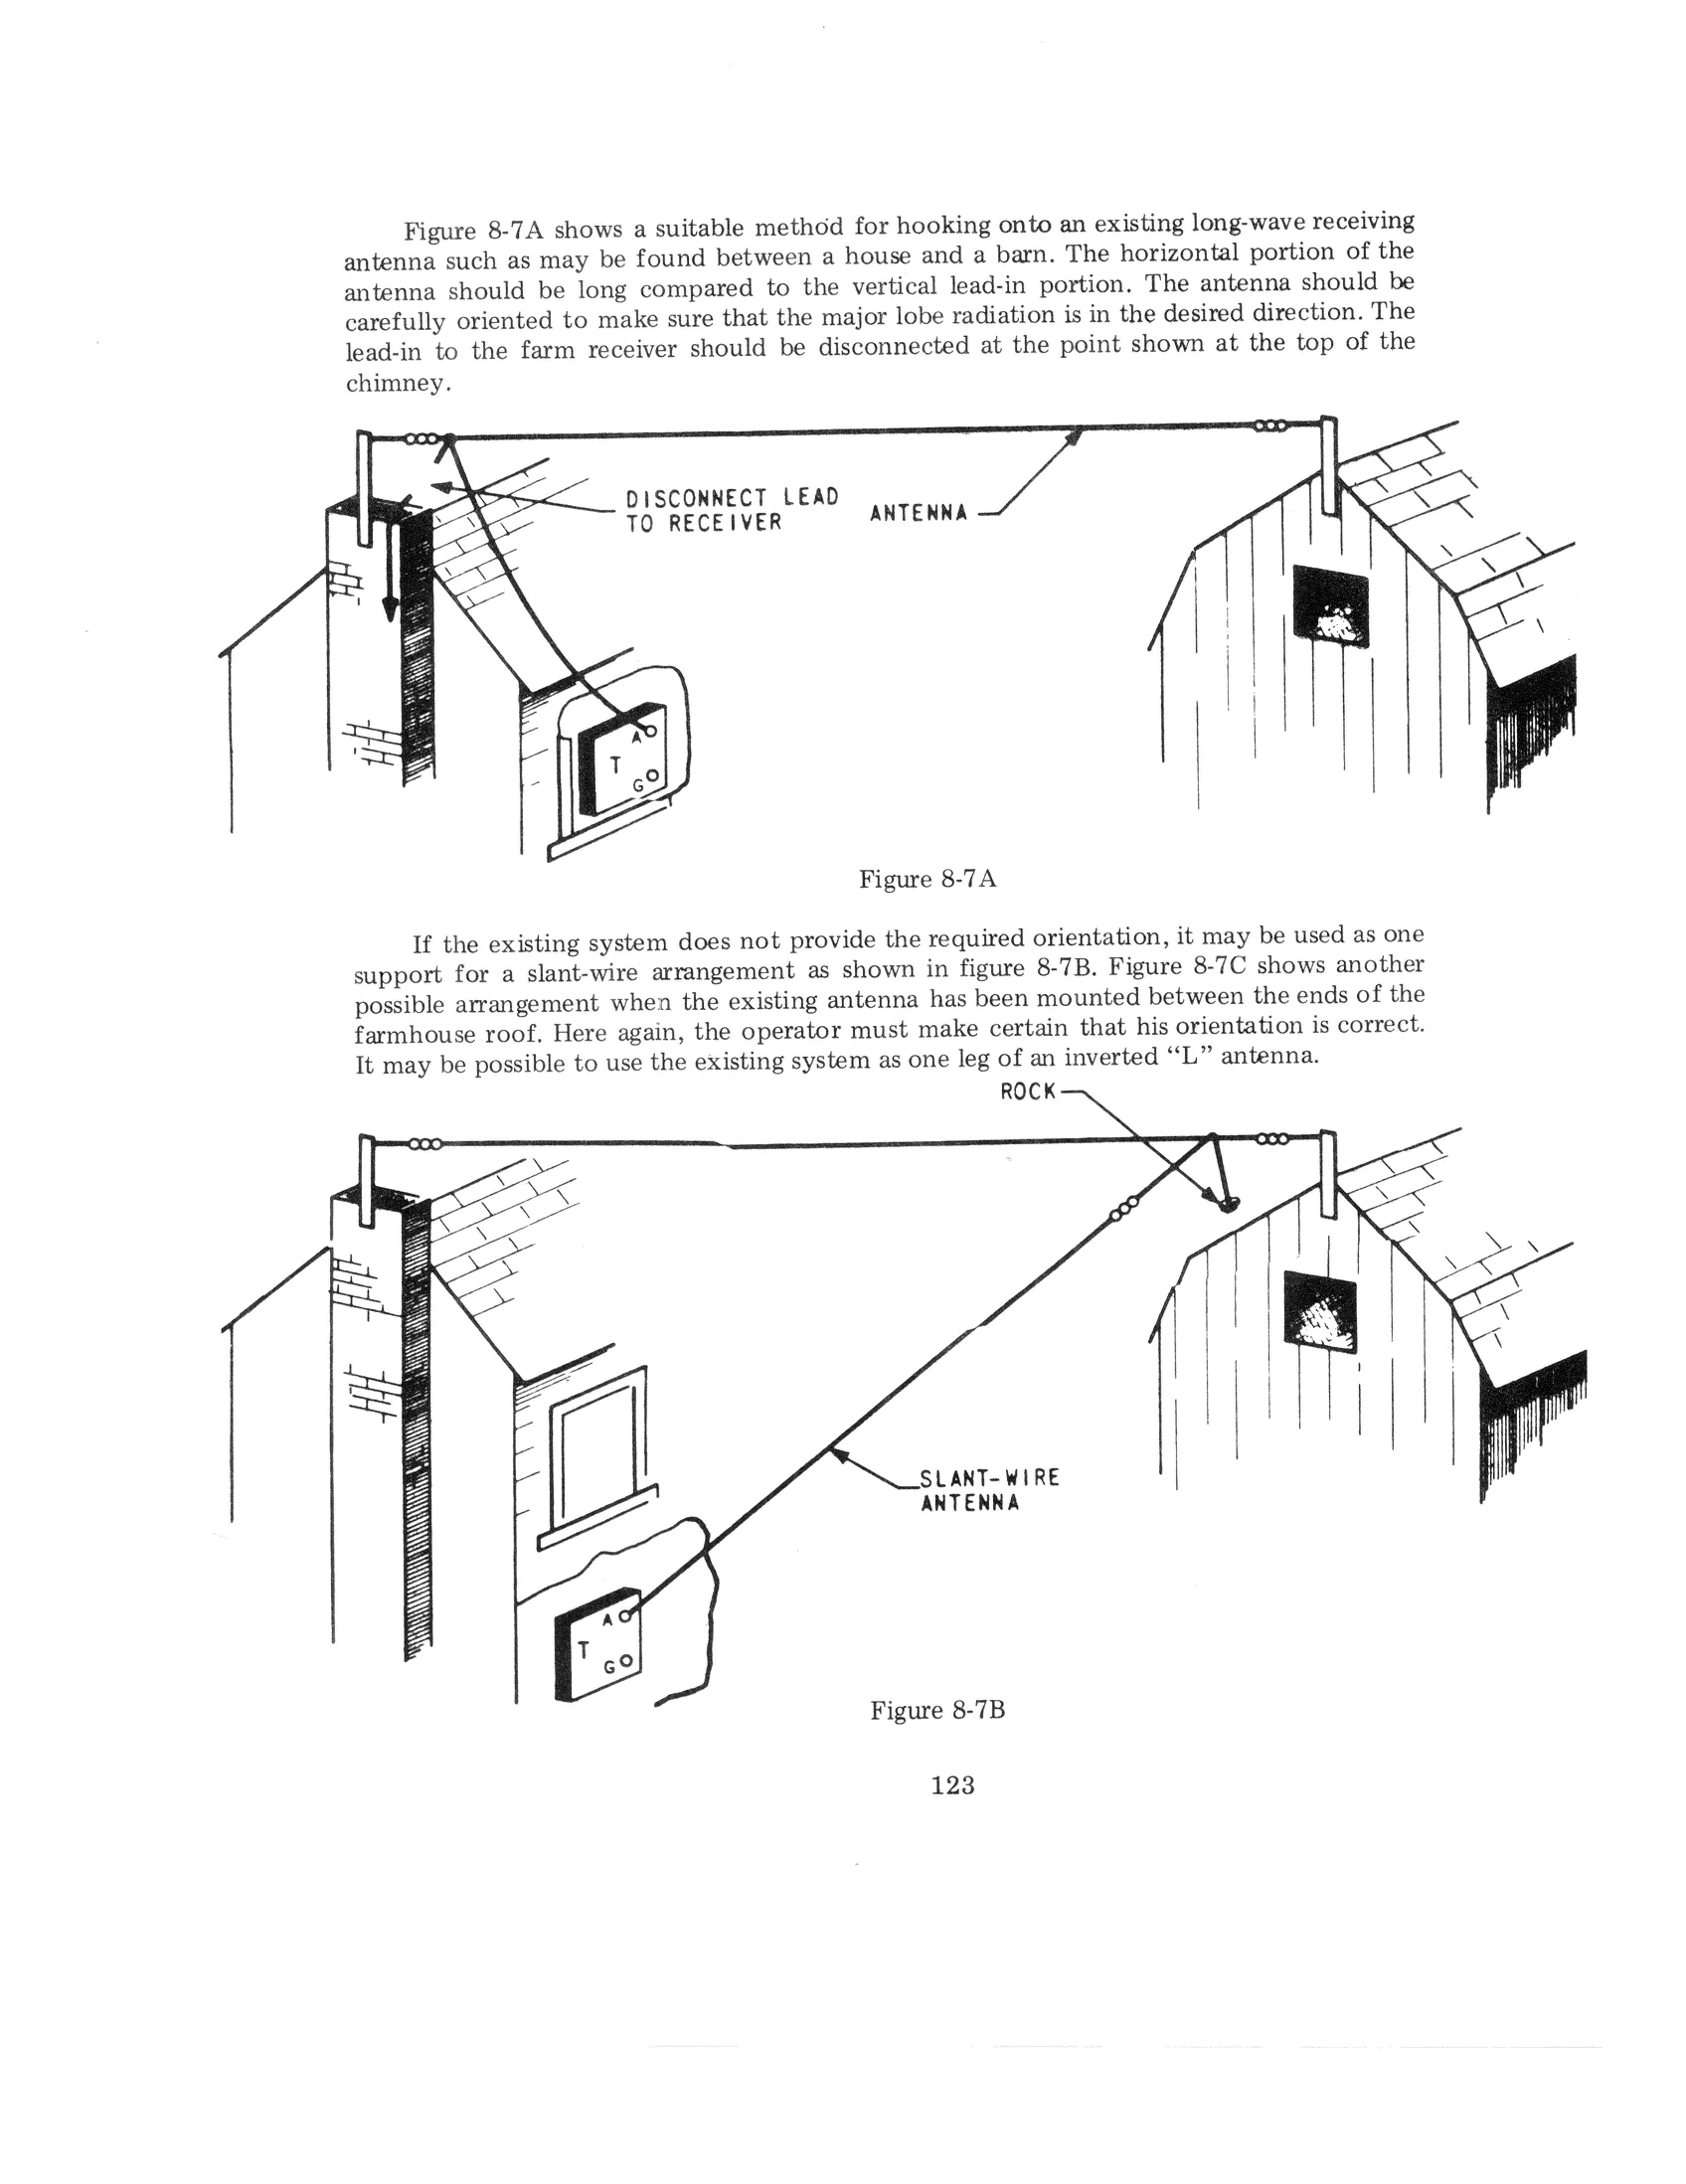 Figure 8-7A shows a suitable method for hooking onto an existing long-wave receiving
antenna such as may be found between a house and a barn. The horizontal portion of the
antenna should be long compared to the vertical lead-in portion. The antenna should be
carefully oriented to make sure that the major lobe radiation is in the desired direction. The
lead-in to the farm receiver should be disconnected at the point shown at the top of the
chimney.
DISCONNECT LEAD
TO RECEIVER
ANTENNA
A
T
G
Figure 8-7A
If the existing system does not provide the required orientation, it may be used as one
support for a slant-wire arrangement as shown in figure 8-7B. Figure 8-7C shows another
possible arrangement when the existing antenna has been mounted between the ends of the
farmhouse roof. Here again, the operator must make certain that his orientation is correct.
It may be possible to use the existing system as one leg of an inverted “L” antenna.
ROCK
SLANT-WIRE
ANTENNA
A
T
G
Figure 8-7B
123